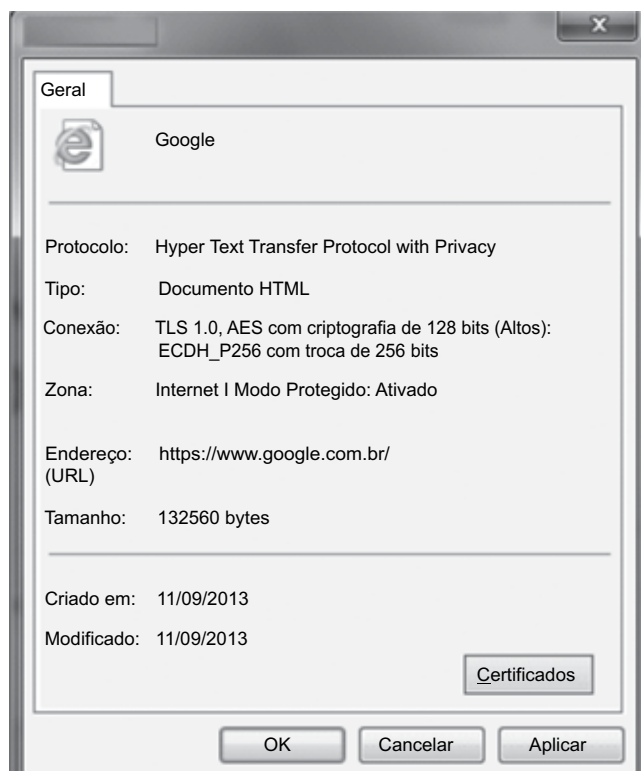 x
Geral
Google
Protocolo: Hyper Text Transfer Protocol with Privacy
Tipo: Documento HTML
Conexão: TLS 1.0, AES com criptografia de 128 bits (Altos):
ECDH_P256 com troca de 256 bits
Zona: Internet I Modo Protegido: Ativado
Endereço: https://www.google.com.br/
(URL)
Tamanho: 132560 bytes
Criado em: 11/09/2013
Modificado: 11/09/2013
Certificados
OK Cancelar Aplicar